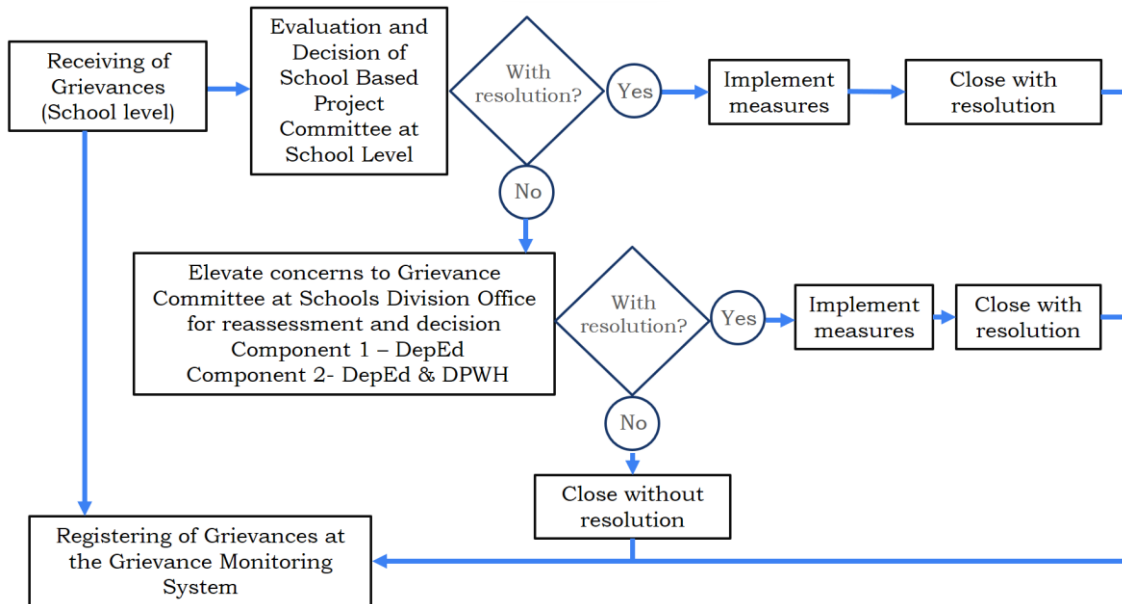 Receiving of
Grievances
(School level)
Evaluation and
Decision of
School Based
Project
Committee at
School Level
With
resolution?
Yes
Implement
measures
Close with
resolution
No
Elevate concerns to Grievance
Committee at Schools Division Office
for reassessment and decision
Component 1 – DepEd
Component 2- DepEd & DPWH
With
resolution?
Yes
Implement
measures
Close with
resolution
No
Close without
resolution
Registering of Grievances at
the Grievance Monitoring
System